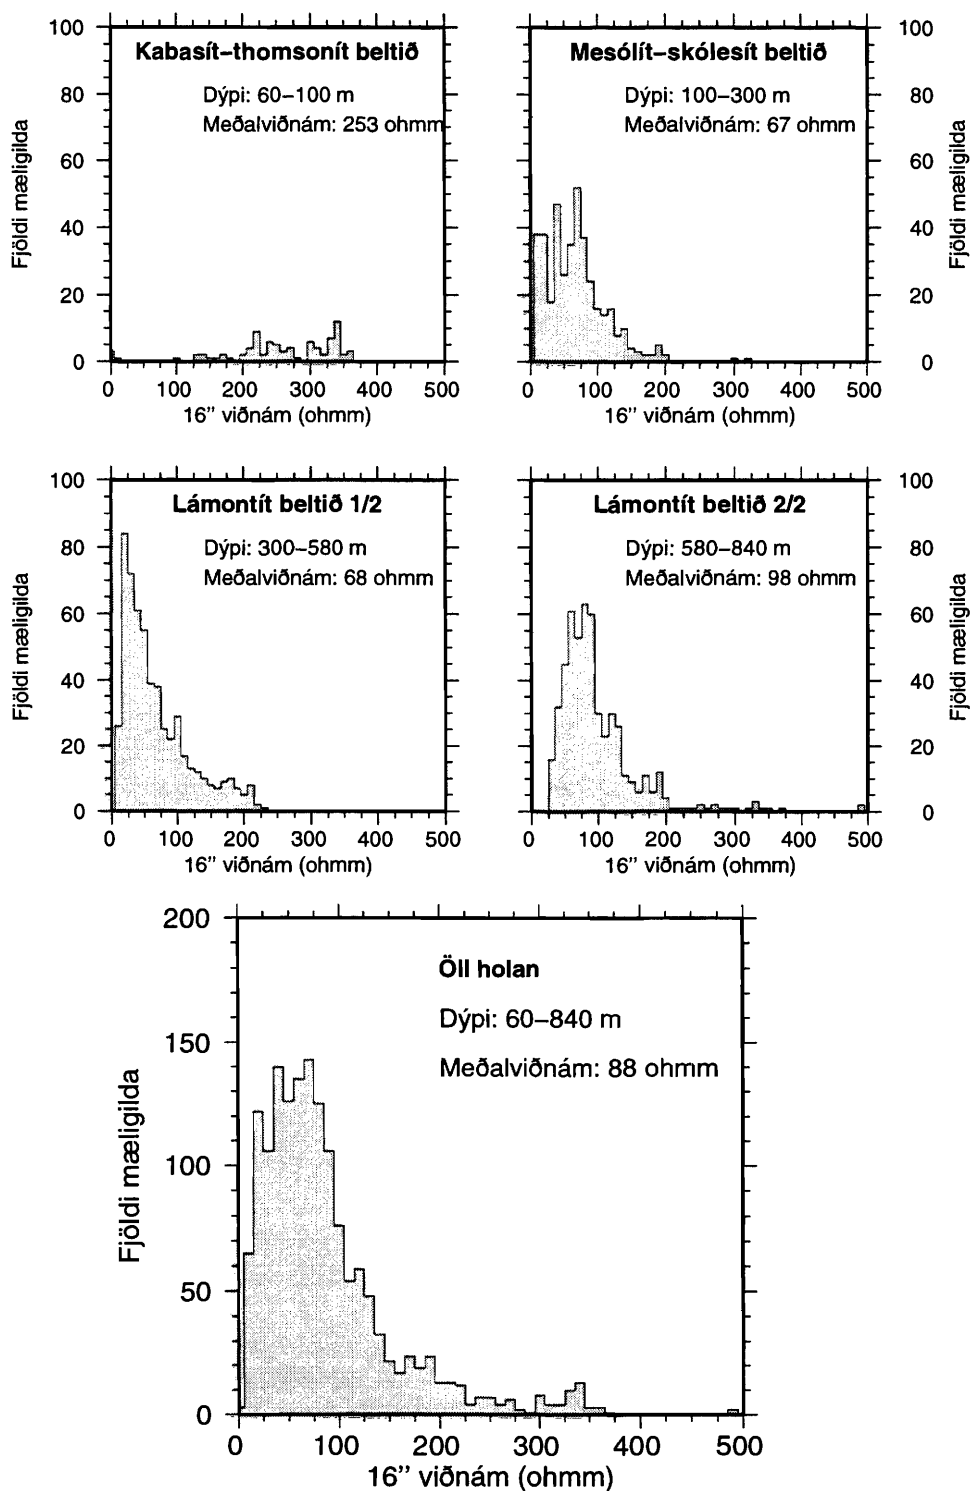 Kabasít–thomsonít beltið
Dýpi: 60–100 m
Meðalviðnám: 253 ohmm
Fjöldi mæligilda
100
80
60
40
20
0
0 100 200 300 400 500
16” viðnám (ohmm)
Mesólít–skólesít beltið
Dýpi: 100–300 m
Meðalviðnám: 67 ohmm
Fjöldi mæligilda
100
80
60
40
20
0
0 100 200 300 400 500
16” viðnám (ohmm)
Lámontít beltið 1/2
Dýpi: 300–580 m
Meðalviðnám: 68 ohmm
Fjöldi mæligilda
100
80
60
40
20
0
0 100 200 300 400 500
16” viðnám (ohmm)
Lámontít beltið 2/2
Dýpi: 580–840 m
Meðalviðnám: 98 ohmm
Fjöldi mæligilda
100
80
60
40
20
0
0 100 200 300 400 500
16” viðnám (ohmm)
Öll holan
Dýpi: 60–840 m
Meðalviðnám: 88 ohmm
Fjöldi mæligilda
200
150
100
50
0
0 100 200 300 400 500
16” viðnám (ohmm)